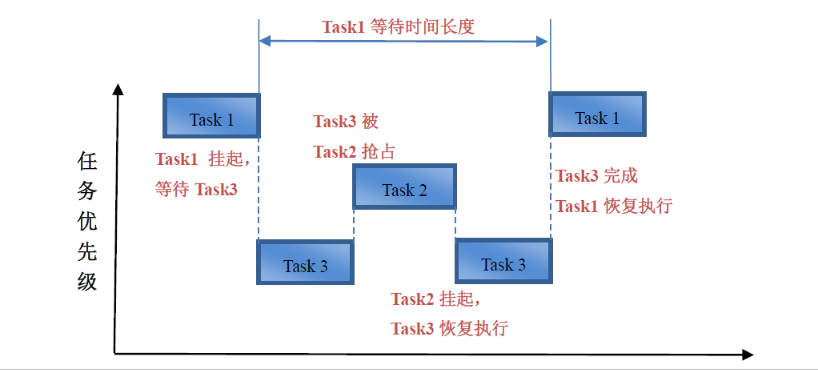 Task1 等待时间长度
Task 1
Task 1
Task3 被
Task2 抢占
Task1 挂起，
等待 Task3
任务优先级
Task 2
Task3 完成
Task1 恢复执行
Task 3
Task 3
Task2 挂起，
Task3 恢复执行